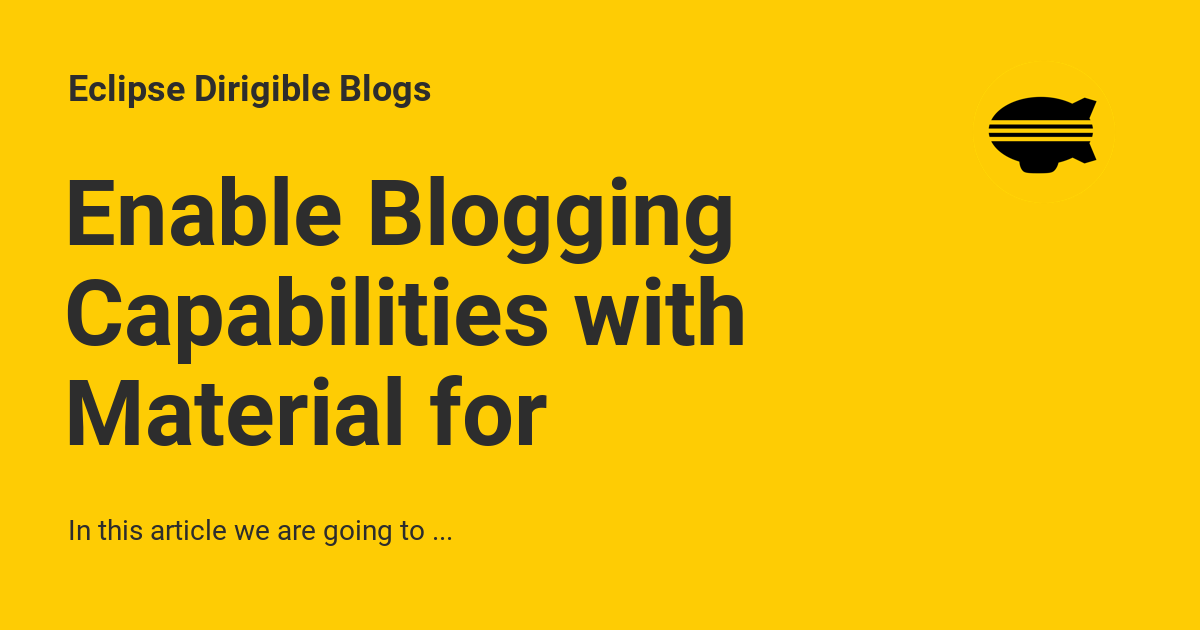 Eclipse Dirigible Blogs
Enable Blogging
Capabilities with
Material for
In this article we are going to ...